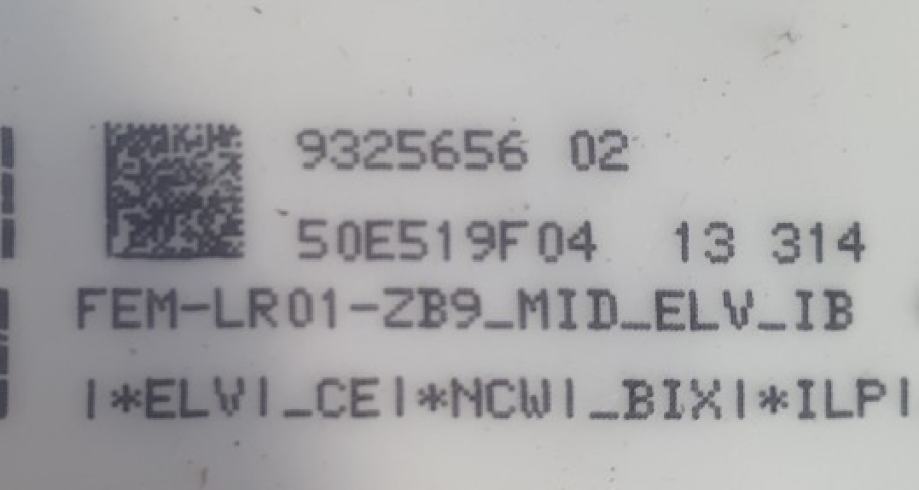 9325656 02
50E519F04 13 314
FEM-LR01-ZB9_MID_ELV_IB
|*ELV|_CE|*NCW|_BIX|*ILP|